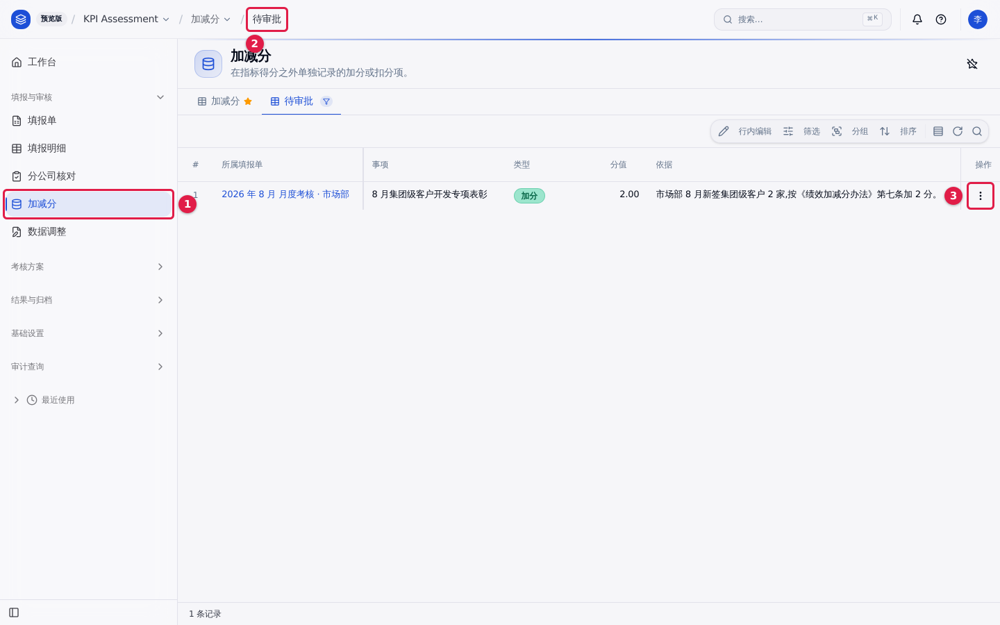 预览版 / KPI Assessment / 加减分 / 待审批
搜索... ⌘K
李
2
工作台
填报与审核
填报单
填报明细
分公司核对
加减分
1
数据调整
考核方案
结果与归档
基础设置
审计查询
最近使用
加减分
在指标得分之外单独记录的加分或扣分项。
加减分 待审批
行内编辑 筛选 分组 排序
# 所属填报单 事项 类型 分值 依据 操作
1 2026 年 8 月 月度考核 · 市场部 8 月集团级客户开发专项表彰 加分 2.00 市场部 8 月新签集团级客户 2 家,按《绩效加减分办法》第七条加 2 分。 3
1 条记录